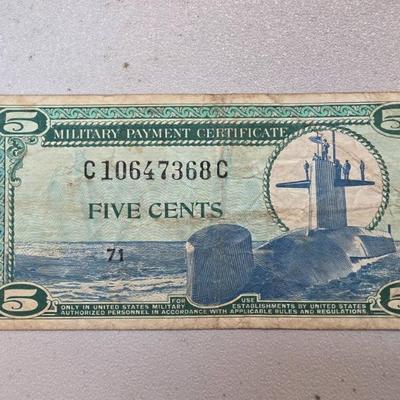 5 5
MILITARY PAYMENT CERTIFICATE
C10647368C
FIVE CENTS
71
5 5
FOR USE
ONLY IN UNITED STATES MILITARY ESTABLISHMENTS BY UNITED STATES
AUTHORIZED PERSONNEL IN ACCORDANCE WITH APPLICABLE RULES AND REGULATIONS.